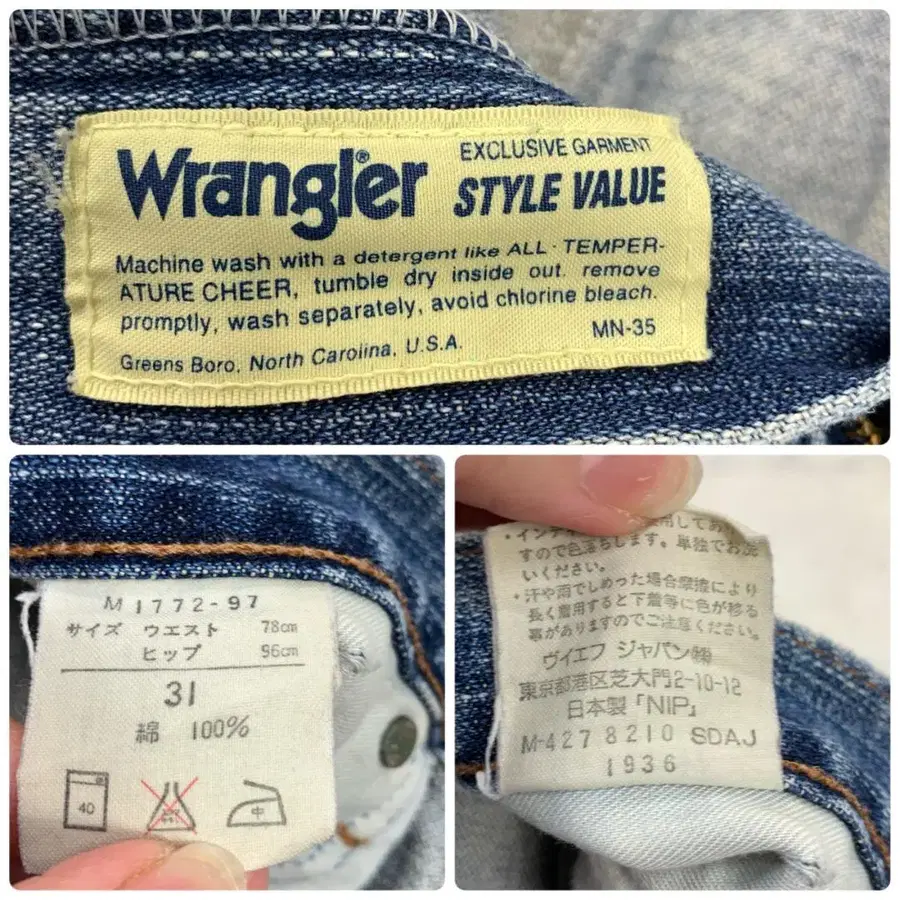 Wrangler®
EXCLUSIVE GARMENT
STYLE VALUE
Machine wash with a detergent like ALL·TEMPER-
ATURE CHEER, tumble dry inside out. remove
promptly, wash separately, avoid chlorine bleach.
MN-35
Greens Boro, North Carolina, U.S.A.
M 1772-97
サイズ ウエスト 78cm
ヒップ 96cm
31
綿 100%
40
中
用してあ
すので色落ちします。単独でお洗
いください。
・汗や雨でしめった場合摩擦により
長く着用すると下着等に色が移る
事がありますのでご注意ください。
ヴイエフ ジャパン㈱
東京都港区芝大門2-10-12
日本製「NIP」
M-427 8210 SDAJ
1936